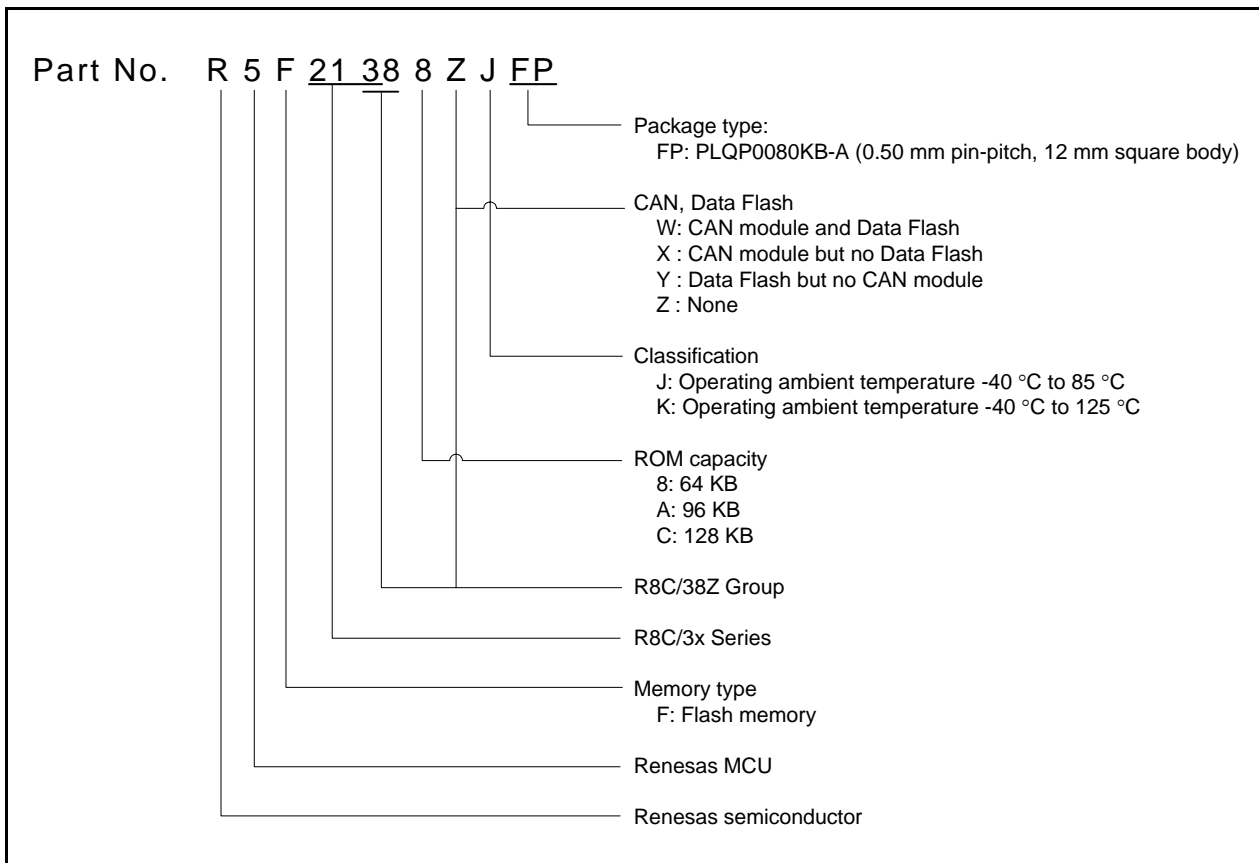 Part No. R 5 F 21 38 8 Z J FP
Package type:
FP: PLQP0080KB-A (0.50 mm pin-pitch, 12 mm square body)
CAN, Data Flash
W: CAN module and Data Flash
X : CAN module but no Data Flash
Y : Data Flash but no CAN module
Z : None
Classification
J: Operating ambient temperature -40 °C to 85 °C
K: Operating ambient temperature -40 °C to 125 °C
ROM capacity
8: 64 KB
A: 96 KB
C: 128 KB
R8C/38Z Group
R8C/3x Series
Memory type
F: Flash memory
Renesas MCU
Renesas semiconductor